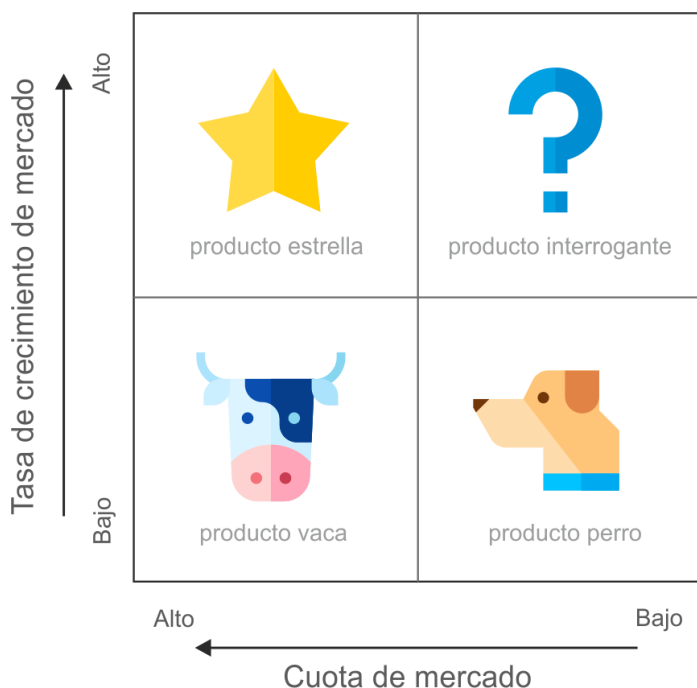 Tasa de crecimiento de mercado
Alto
Bajo
producto estrella
producto interrogante
producto vaca
producto perro
Alto
Bajo
Cuota de mercado